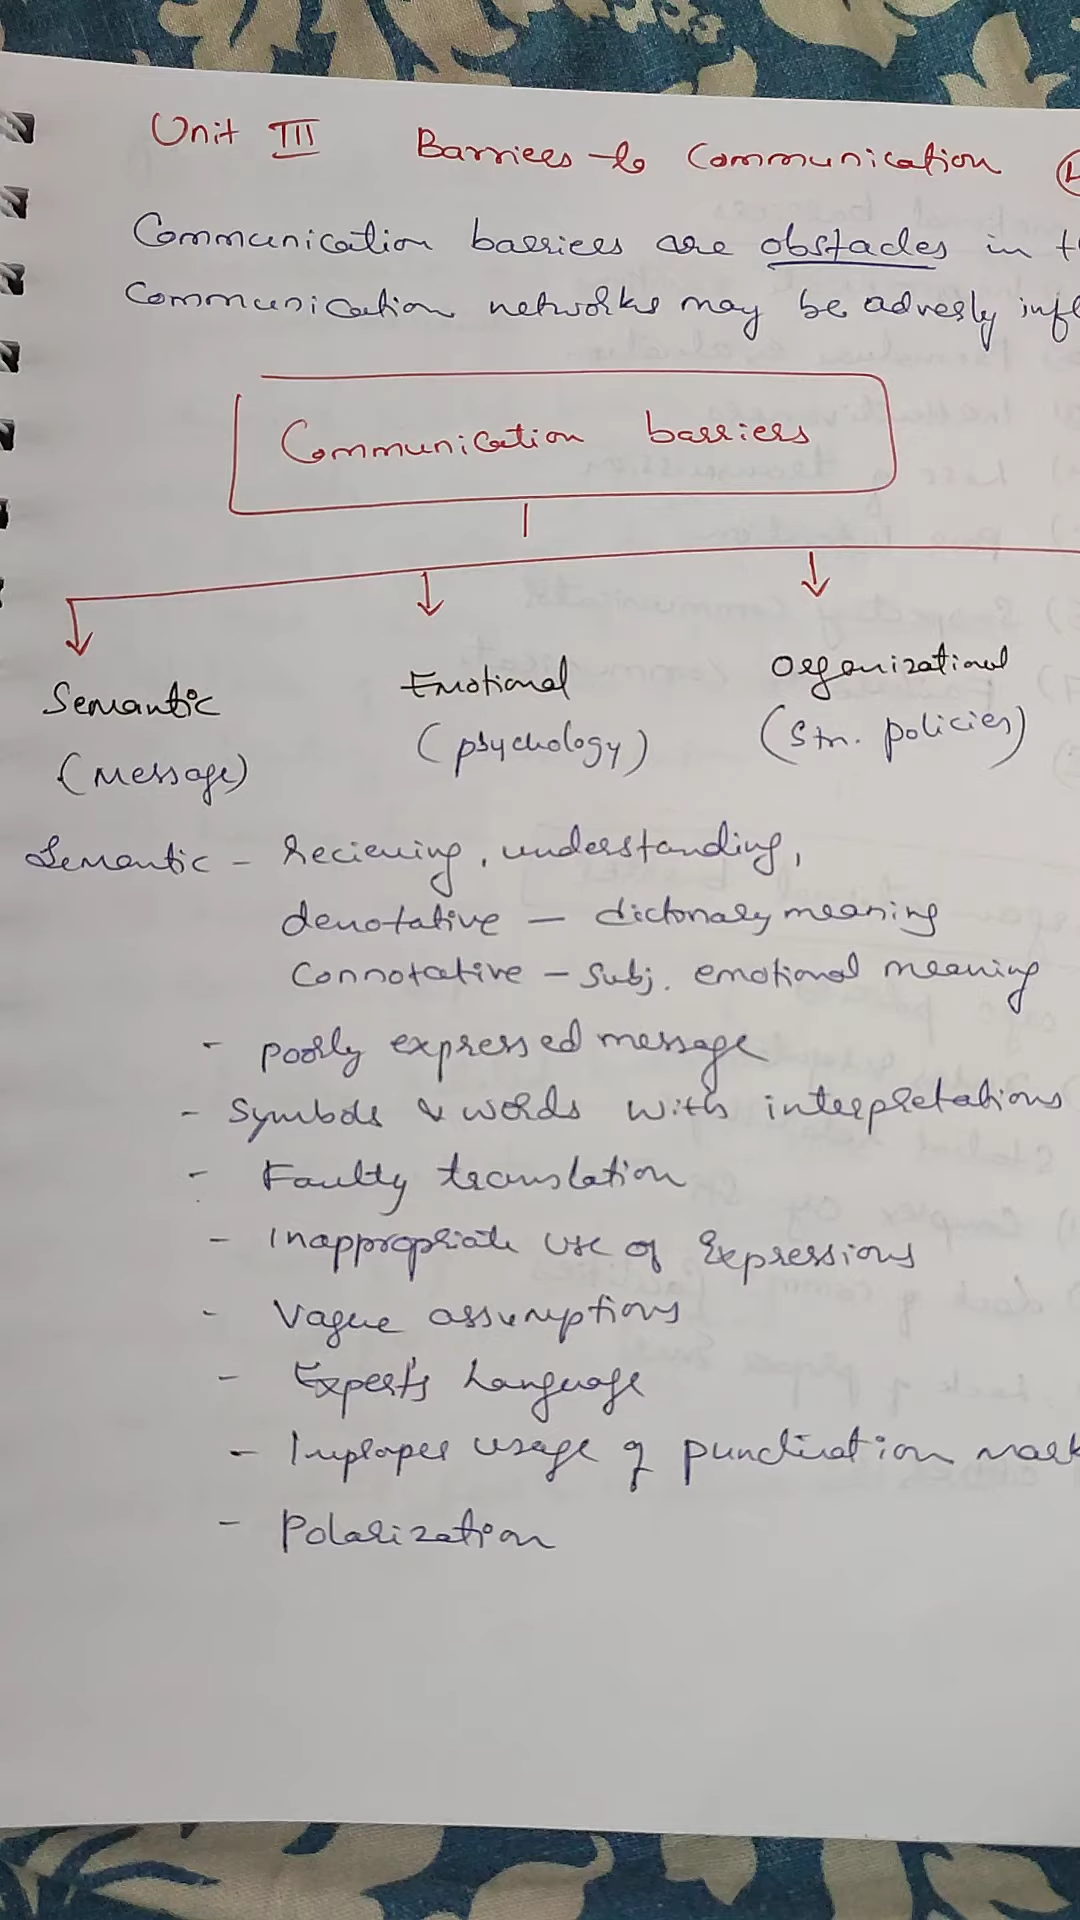 Unit III Barriers to Communication
Communication barriers are obstacles in
Communication networks may be adversly infl
Communication barriers
Semantic
(Message)
Emotional
(psychology)
Organizational
(Str. policies)
Semantic - recieving, understanding,
denotative - dictonary meaning
Connotative - Subj. emotional meaning
- poorly expressed message
- Symbols & words with interpretations
- Faulty translation
- Inappropriate use of Expressions
- Vague assumptions
- Expert's Language
- Improper usage of punctuation mark
- Polarization